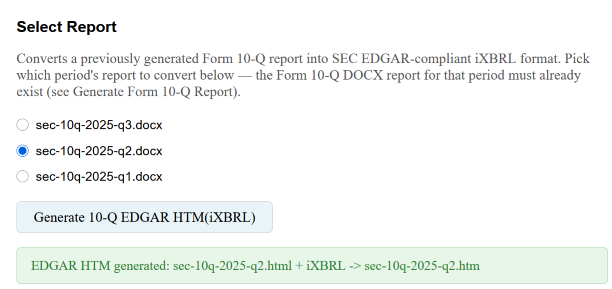 Select Report
Converts a previously generated Form 10-Q report into SEC EDGAR-compliant iXBRL format. Pick
which period's report to convert below — the Form 10-Q DOCX report for that period must already
exist (see Generate Form 10-Q Report).
sec-10q-2025-q3.docx
sec-10q-2025-q2.docx
sec-10q-2025-q1.docx
Generate 10-Q EDGAR HTM(iXBRL)
EDGAR HTM generated: sec-10q-2025-q2.html + iXBRL -> sec-10q-2025-q2.htm